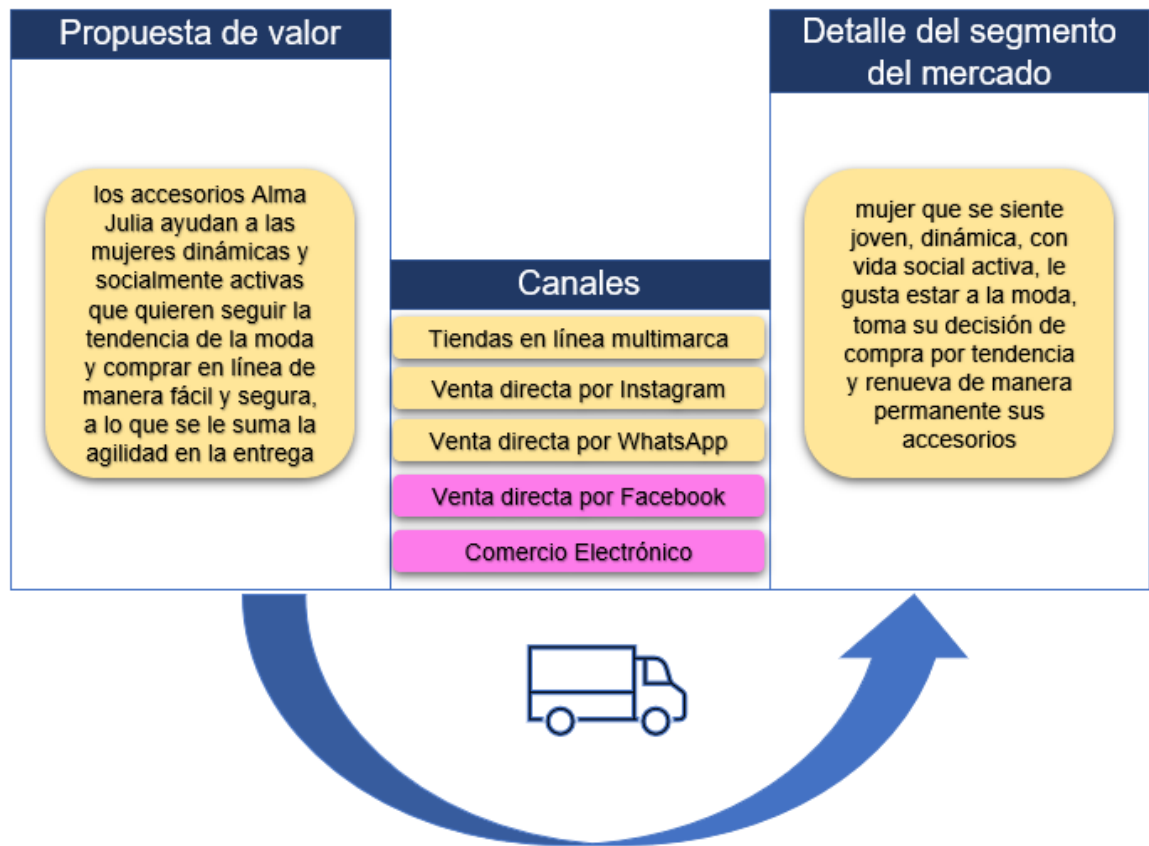 Propuesta de valor
los accesorios Alma
Julia ayudan a las
mujeres dinámicas y
socialmente activas
que quieren seguir la
tendencia de la moda
y comprar en línea de
manera fácil y segura,
a lo que se le suma la
agilidad en la entrega
Canales
Tiendas en línea multimarca
Venta directa por Instagram
Venta directa por WhatsApp
Venta directa por Facebook
Comercio Electrónico
Detalle del segmento
del mercado
mujer que se siente
joven, dinámica, con
vida social activa, le
gusta estar a la moda,
toma su decisión de
compra por tendencia
y renueva de manera
permanente sus
accesorios